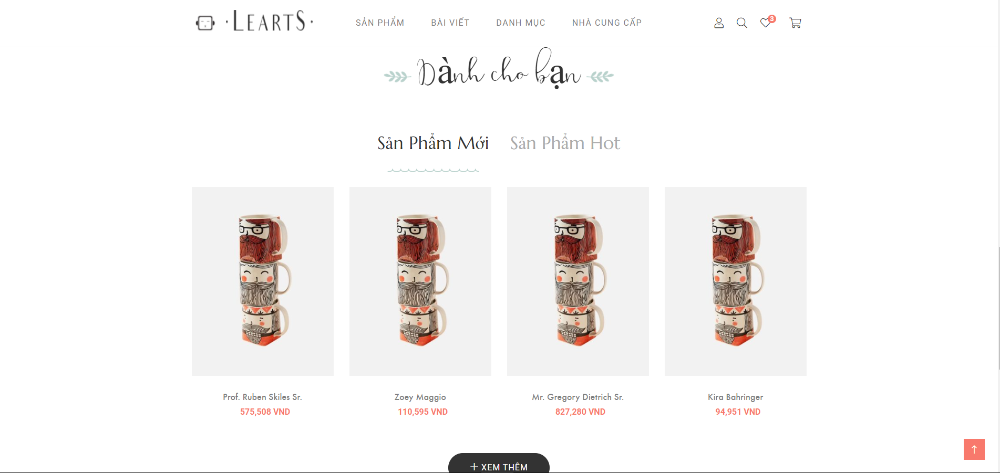 ·LEARTS·
SẢN PHẨM BÀI VIẾT DANH MỤC NHÀ CUNG CẤP
3
Dành cho bạn
Sản Phẩm Mới Sản Phẩm Hot
Prof. Ruben Skiles Sr.
575,508 VND
Zoey Maggio
110,595 VND
Mr. Gregory Dietrich Sr.
827,280 VND
Kira Bahringer
94,951 VND
+ XEM THÊM